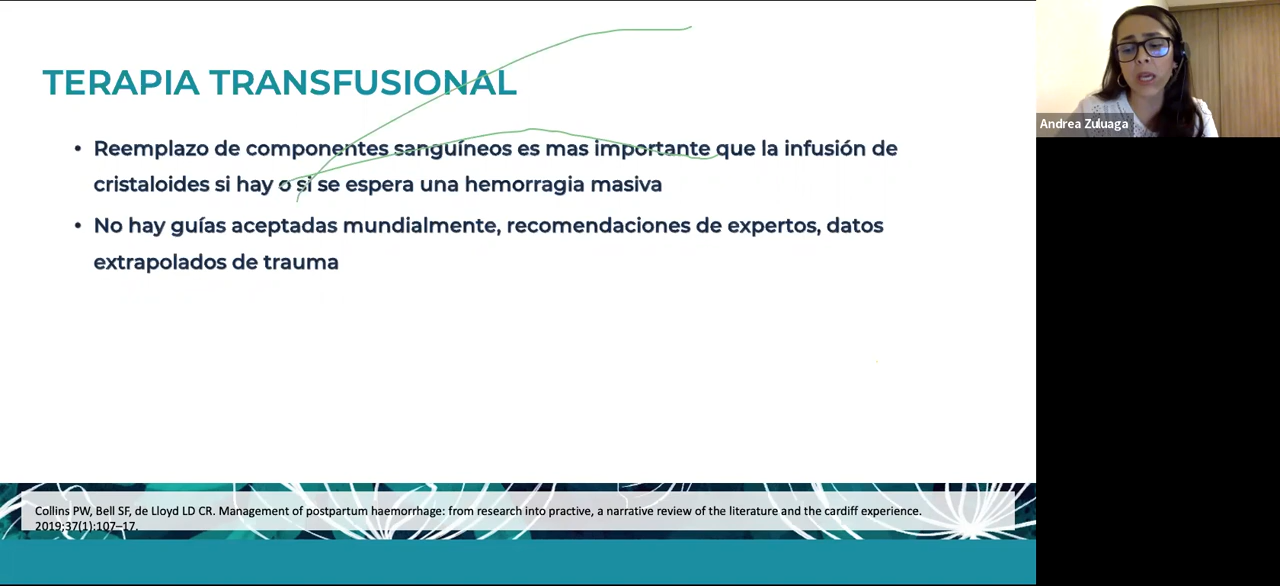 TERAPIA TRANSFUSIONAL
• Reemplazo de componentes sanguíneos es mas importante que la infusión de
cristaloides si hay o si se espera una hemorragia masiva
• No hay guías aceptadas mundialmente, recomendaciones de expertos, datos
extrapolados de trauma
Collins PW, Bell SF, de Lloyd LD CR. Management of postpartum haemorrhage: from research into practive, a narrative review of the literature and the cardiff experience.
2019;37(1):107–17.
Andrea Zuluaga